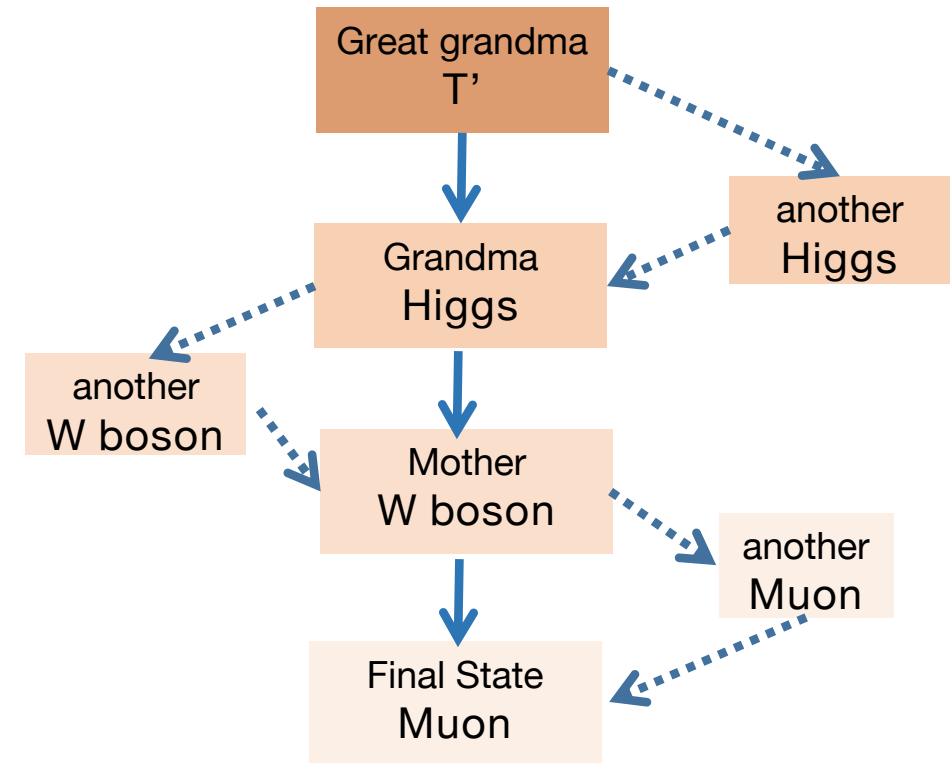 Great grandma
T’
another
Higgs
Grandma
Higgs
another
W boson
Mother
W boson
another
Muon
Final State
Muon